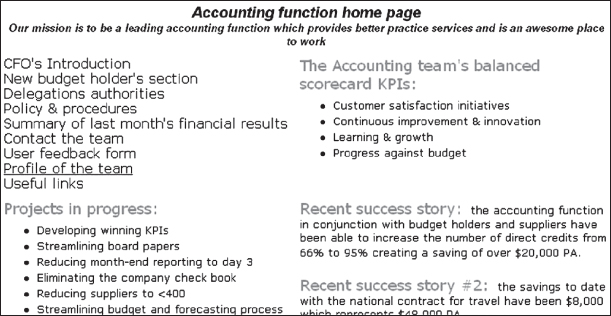 Accounting function home page
Our mission is to be a leading accounting function which provides better practice services and is an awesome place
to work
CFO's Introduction
New budget holder's section
Delegations authorities
Policy & procedures
Summary of last month's financial results
Contact the team
User feedback form
Profile of the team
Useful links
The Accounting team's balanced
scorecard KPIs:
• Customer satisfaction initiatives
• Continuous improvement & innovation
• Learning & growth
• Progress against budget
Projects in progress:
• Developing winning KPIs
• Streamlining board papers
• Reducing month-end reporting to day 3
• Eliminating the company check book
• Reducing suppliers to <400
• Streamlining budget and forecasting process
Recent success story: the accounting function
in conjunction with budget holders and suppliers have
been able to increase the number of direct credits from
66% to 95% creating a saving of over $20,000 PA.
Recent success story #2: the savings to date
with the national contract for travel have been $8,000
which represents $48,000 PA